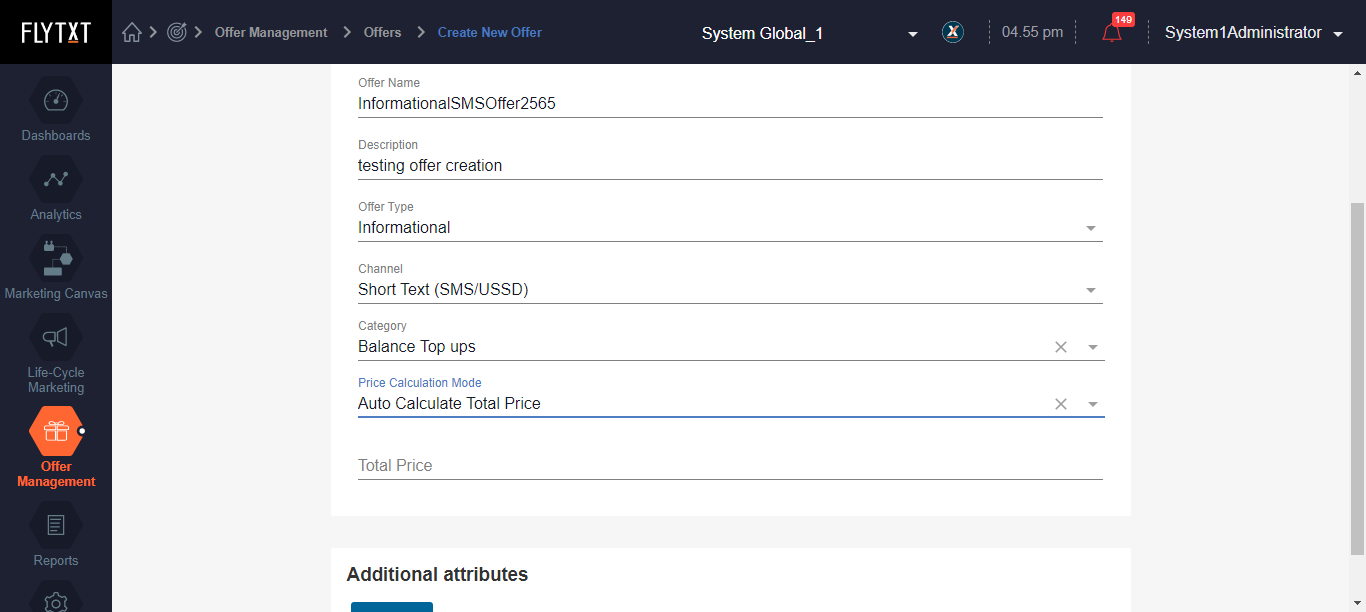 FLYTXT
Offer Management
Offers
Create New Offer
System Global_1
X
04.55 pm
149
System1Administrator
Dashboards
Analytics
Marketing Canvas
Life-Cycle
Marketing
Offer
Management
Reports
Offer Name
InformationalSMSOffer2565
Description
testing offer creation
Offer Type
Informational
Channel
Short Text (SMS/USSD)
Category
Balance Top ups
Price Calculation Mode
Auto Calculate Total Price
Total Price
Additional attributes